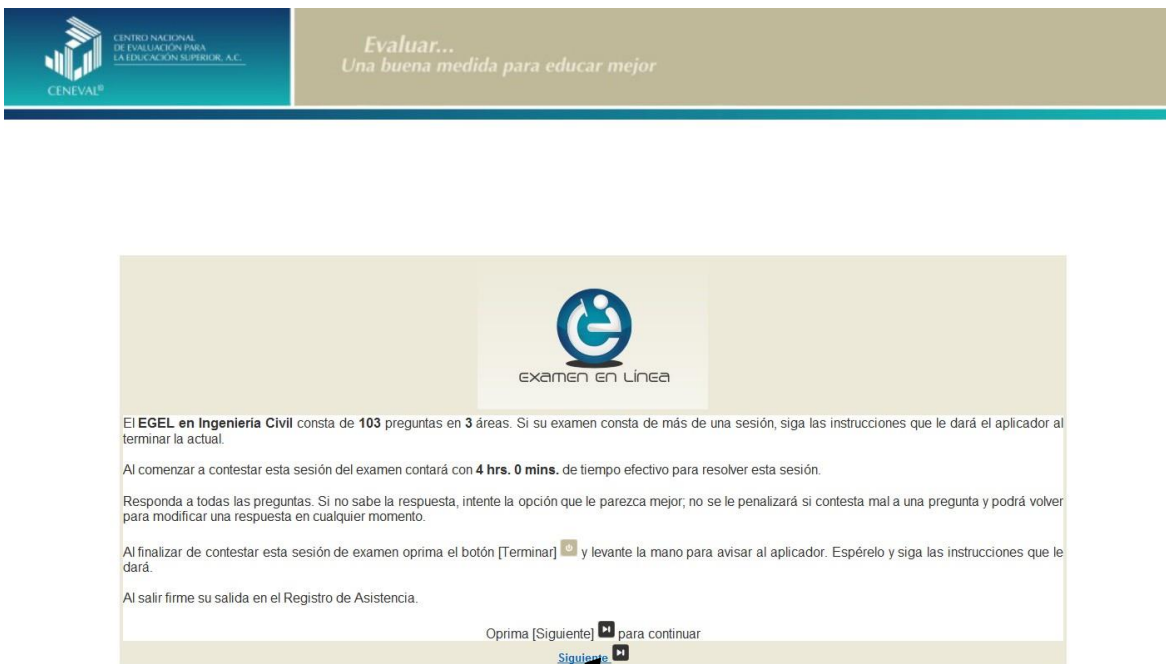 CENTRO NACIONAL
DE EVALUACIÓN PARA
LA EDUCACIÓN SUPERIOR, A.C.
CENEVAL®
Evaluar...
Una buena medida para educar mejor
examen en Línea
El EGEL en Ingeniería Civil consta de 103 preguntas en 3 áreas. Si su examen consta de más de una sesión, siga las instrucciones que le dará el aplicador al
terminar la actual.
Al comenzar a contestar esta sesión del examen contará con 4 hrs. 0 mins. de tiempo efectivo para resolver esta sesión.
Responda a todas las preguntas. Si no sabe la respuesta, intente la opción que le parezca mejor; no se le penalizará si contesta mal a una pregunta y podrá volver
para modificar una respuesta en cualquier momento.
Al finalizar de contestar esta sesión de examen oprima el botón [Terminar] y levante la mano para avisar al aplicador. Espérelo y siga las instrucciones que le
dará.
Al salir firme su salida en el Registro de Asistencia.
Oprima [Siguiente] para continuar
Siguiente